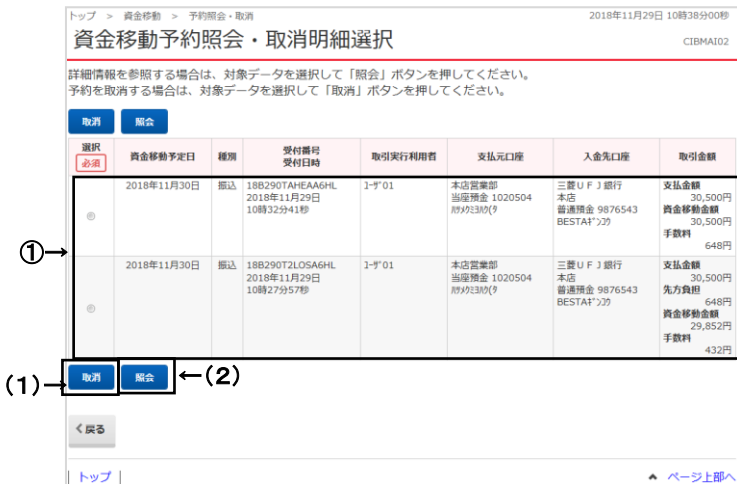 トップ > 資金移動 > 予約照会・取消
2018年11月29日 10時38分00秒
資金移動予約照会・取消明細選択
CIBMAI02
詳細情報を参照する場合は、対象データを選択して「照会」ボタンを押してください。
予約を取消する場合は、対象データを選択して「取消」ボタンを押してください。
取消 照会
選択 必須 資金移動予定日 種別 受付番号 受付日時 取引実行利用者 支払元口座 入金先口座 取引金額
①→
2018年11月30日 振込 18B290TAHEAA6HL ﾕｰｻﾞ01 本店営業部 三菱ＵＦＪ銀行 支払金額
2018年11月29日 当座預金 1020504 本店 30,500円
10時32分41秒 普通預金 9876543 資金移動金額
BESTAｷﾞﾝｺｳ 30,500円
手数料
648円
2018年11月30日 振込 18B290T2LOSA6HL ﾕｰｻﾞ01 本店営業部 三菱ＵＦＪ銀行 支払金額
2018年11月29日 当座預金 1020504 本店 30,500円
10時27分57秒 普通預金 9876543 先方負担
BESTAｷﾞﾝｺｳ 648円
資金移動金額
29,852円
手数料
432円
(1)→ 取消 照会 ←(2)
< 戻る
トップ
ページ上部へ